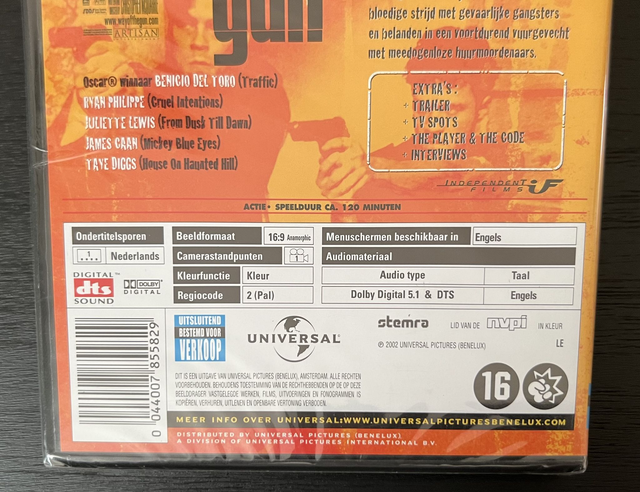 www.wayofthegun.com
ARTISAN
gun
bloedige strijd met gevaarlijke gangsters
en belanden in een voortdurend vuurgevecht
met meedogenloze huurmoordenaars.
Oscar® winnaar BENICIO DEL TORO (Traffic)
RYAN PHILIPPE (Cruel Intentions)
JULIETTE LEWIS (From Dusk Till Dawn)
JAMES CAAN (Mickey Blue Eyes)
TAYE DIGGS (House On Haunted Hill)
EXTRA'S:
+ TRAILER
+ TV SPOTS
+ THE PLAYER & THE CODE
+ INTERVIEWS
INDEPENDENT FILMS iF
ACTIE• SPEELDUUR CA. 120 MINUTEN
Ondertitelsporen
1 Nederlands
DIGITAL
dts
SOUND
DOLBY
DIGITAL
Beeldformaat 16:9 Anamorphic
Camerastandpunten 1
Kleurfunctie Kleur
Regiocode 2 (Pal)
Menuschermen beschikbaar in Engels
Audiomateriaal
Audio type Taal
Dolby Digital 5.1 & DTS Engels
0 044007 855829
UITSLUITEND
BESTEMD VOOR
VERKOOP
UNIVERSAL
stemra LID VAN DE nvpi IN KLEUR
℗ 2002 UNIVERSAL PICTURES (BENELUX) LE
DIT IS EEN UITGAVE VAN UNIVERSAL PICTURES (BENELUX), AMSTERDAM. ALLE RECHTEN
VOORBEHOUDEN. BEHOUDENS TOESTEMMING VAN DE RECHTHEBBENDEN OP DE OP DEZE
BEELDDRAGER VASTGELEGDE WERKEN, FILMS, UITVOERINGEN EN FONOGRAMMEN IS
KOPIËREN, VERHUREN, UITLENEN EN OPENBARE VERTONING VERBODEN.
16
MEER INFO OVER UNIVERSAL:WWW.UNIVERSALPICTURESBENELUX.COM
DISTRIBUTED BY UNIVERSAL PICTURES (BENELUX).
A DIVISION OF UNIVERSAL PICTURES INTERNATIONAL B.V.